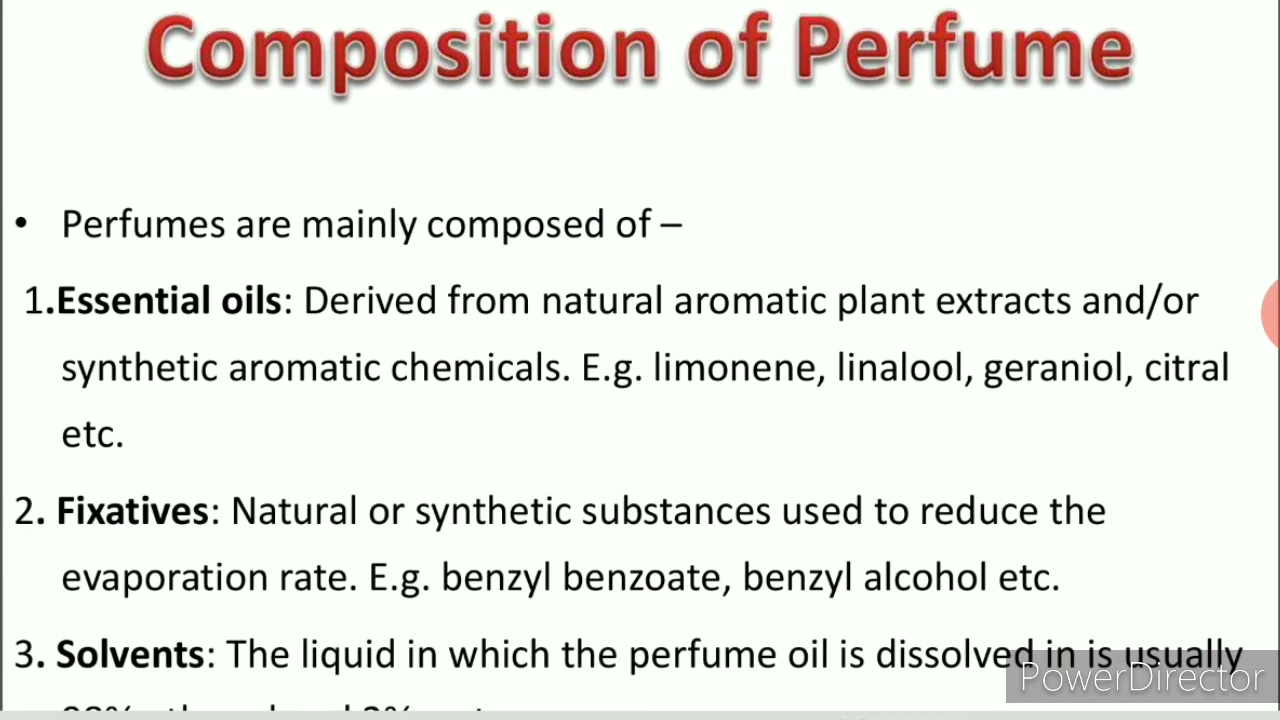 Composition of Perfume
• Perfumes are mainly composed of –
1.Essential oils: Derived from natural aromatic plant extracts and/or
synthetic aromatic chemicals. E.g. limonene, linalool, geraniol, citral
etc.
2. Fixatives: Natural or synthetic substances used to reduce the
evaporation rate. E.g. benzyl benzoate, benzyl alcohol etc.
3. Solvents: The liquid in which the perfume oil is dissolved in is usually
PowerDirector